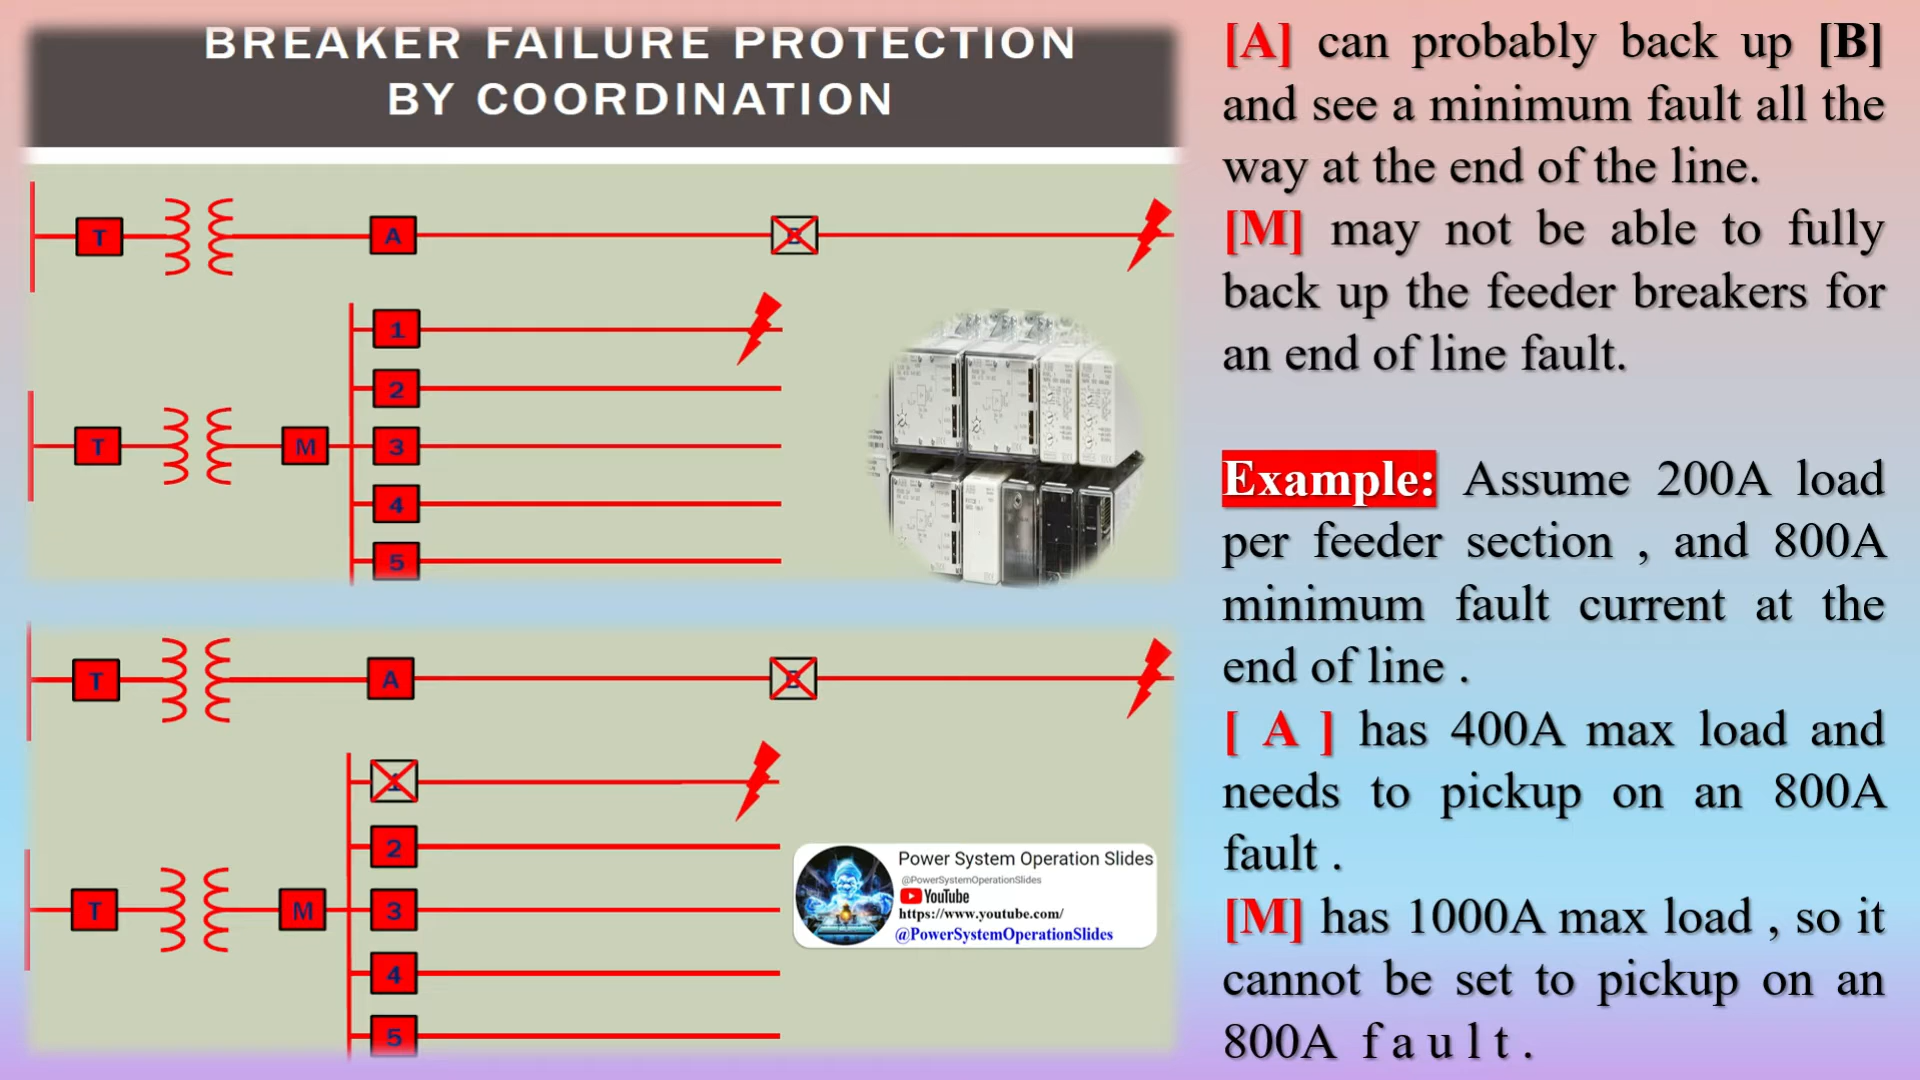 BREAKER FAILURE PROTECTION
BY COORDINATION
T
A
1
2
T
M
3
4
5
T
A
2
T
M
3
4
5
Power System Operation Slides
@PowerSystemOperationSlides
YouTube
https://www.youtube.com/
@PowerSystemOperationSlides
[A] can probably back up [B]
and see a minimum fault all the
way at the end of the line.
[M] may not be able to fully
back up the feeder breakers for
an end of line fault.
Example: Assume 200A load
per feeder section , and 800A
minimum fault current at the
end of line .
[ A ] has 400A max load and
needs to pickup on an 800A
fault .
[M] has 1000A max load , so it
cannot be set to pickup on an
800A f a u l t .